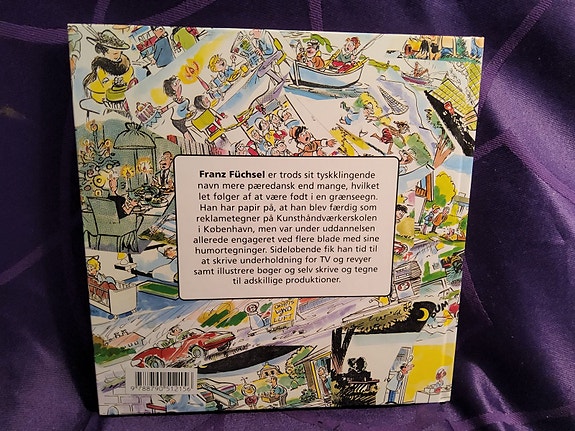 Franz Füchsel er trods sit tyskklingende
navn mere pæredansk end mange, hvilket
let følger af at være født i en grænseegn.
Han har papir på, at han blev færdig som
reklametegner på Kunsthåndværkerskolen
i København, men var under uddannelsen
allerede engageret ved flere blade med sine
humortegninger. Sideløbende fik han tid til
at skrive underholdning for TV og revyer
samt illustrere bøger og selv skrive og tegne
til adskillige produktioner.
9 788790 512156